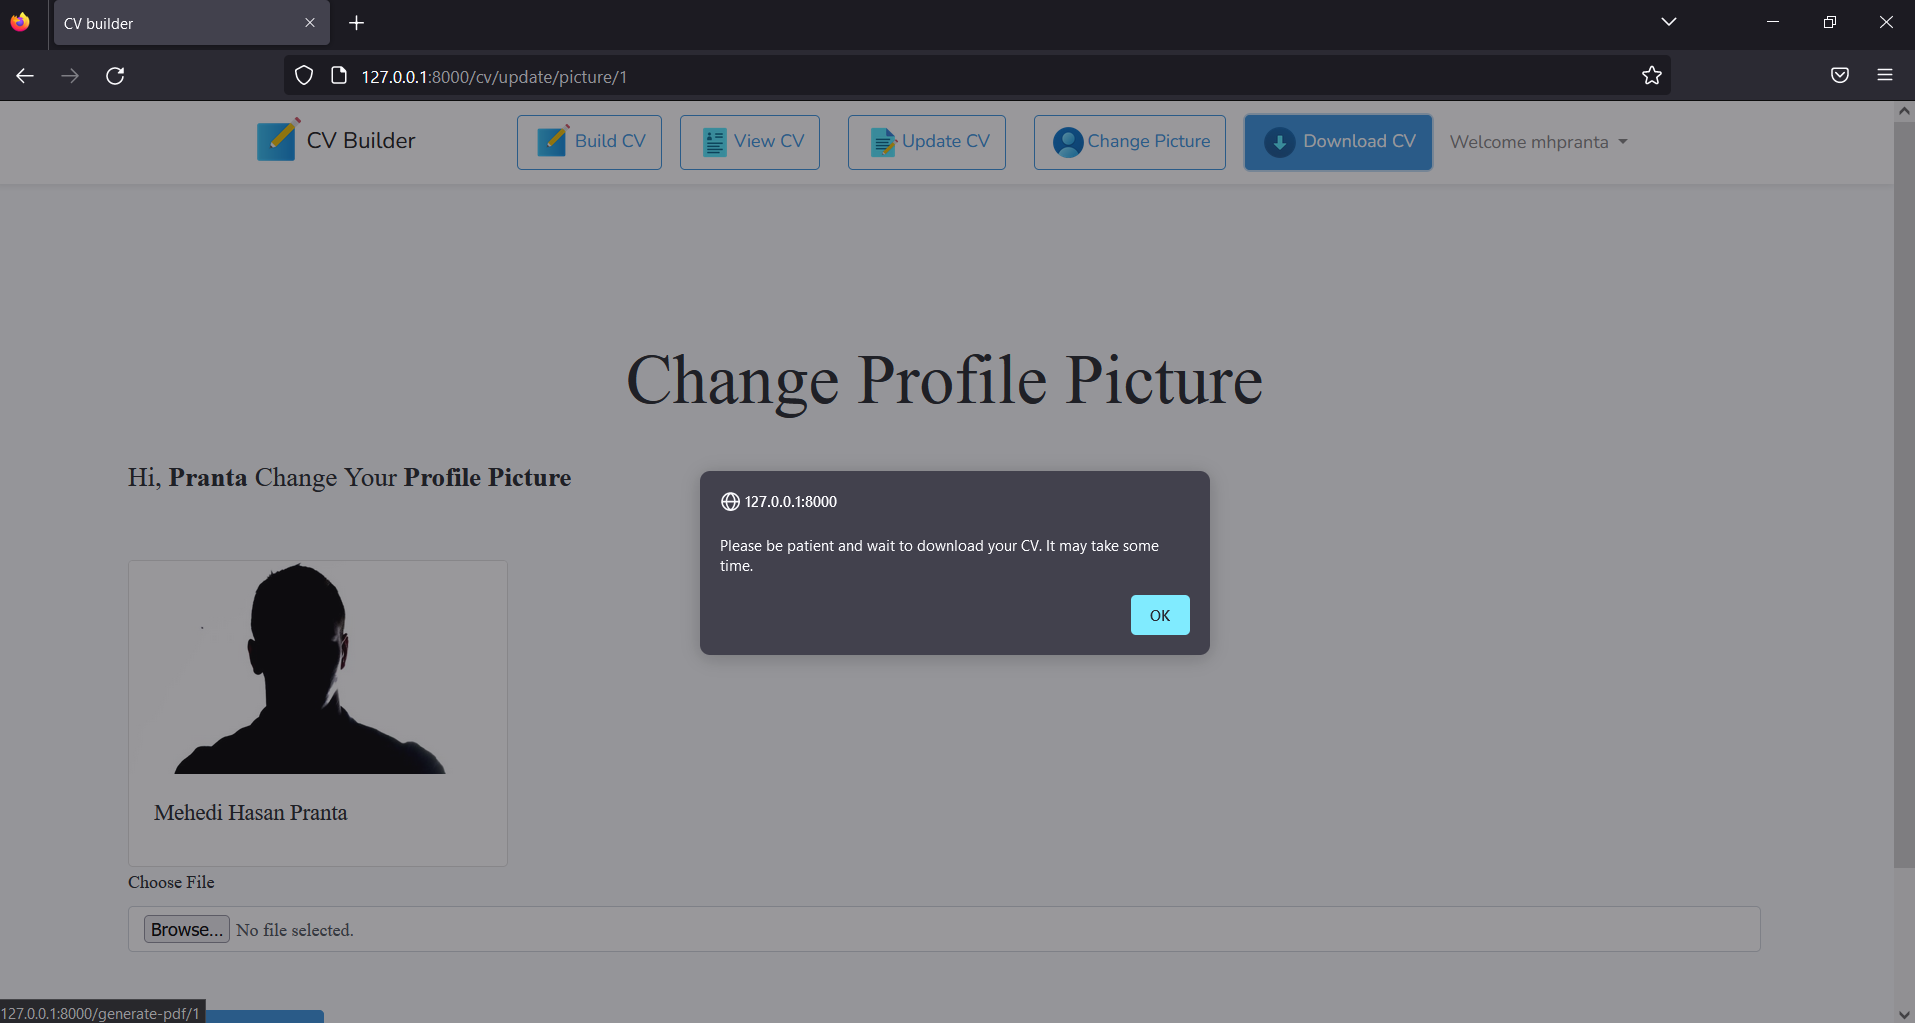 CV builder
127.0.0.1:8000/cv/update/picture/1
CV Builder
Build CV
View CV
Update CV
Change Picture
Download CV
Welcome mhpranta
Change Profile Picture
Hi, Pranta Change Your Profile Picture
127.0.0.1:8000
Please be patient and wait to download your CV. It may take some
time.
OK
Mehedi Hasan Pranta
Choose File
Browse... No file selected.
127.0.0.1:8000/generate-pdf/1